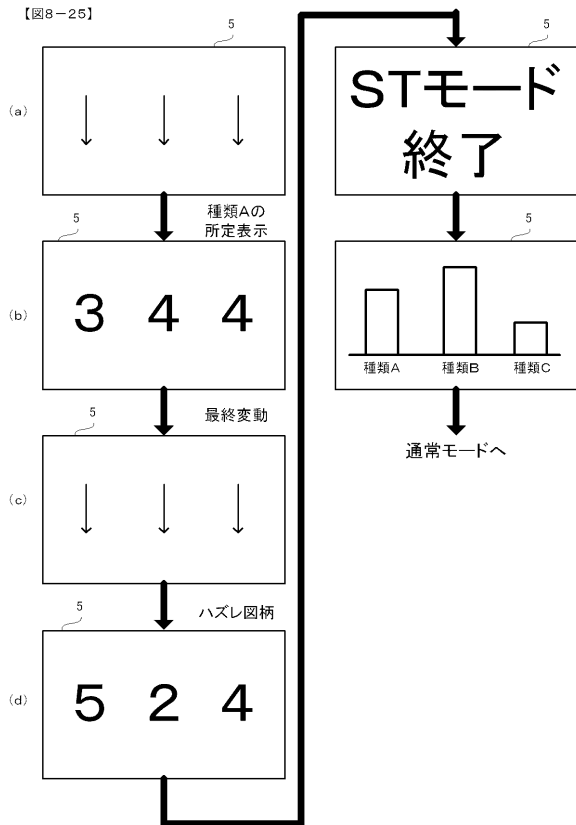 【図8-25】
5
(a)
種類Aの
所定表示
5
(b)
3 4 4
最終変動
5
(c)
ハズレ図柄
5
(d)
5 2 4
5
STモード
終了
5
種類A 種類B 種類C
通常モードへ